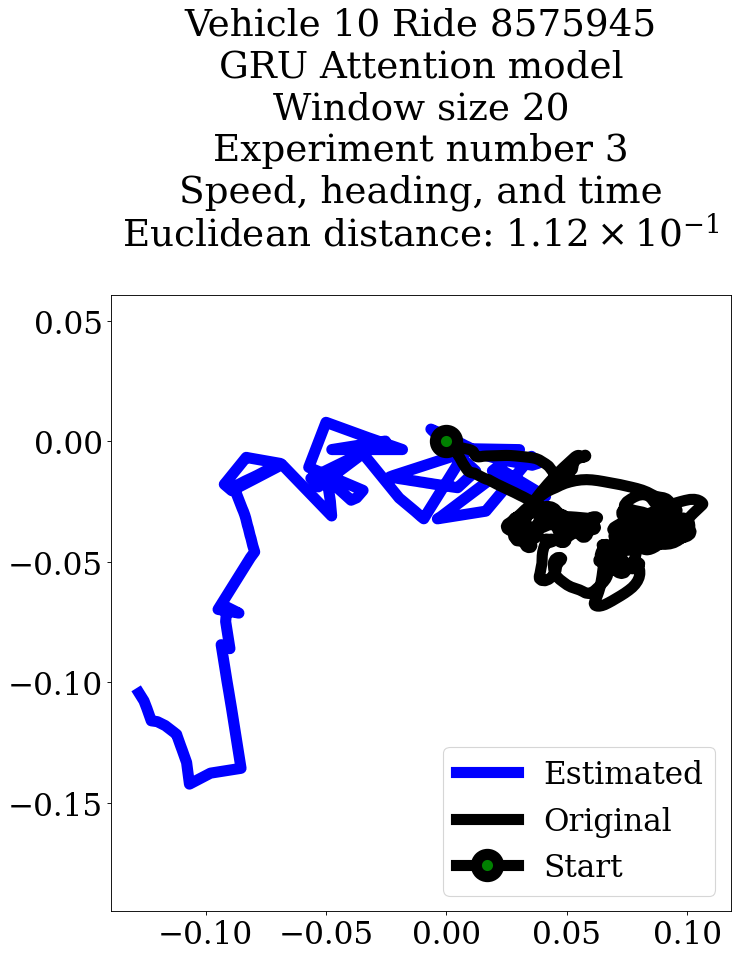 Vehicle 10 Ride 8575945
GRU Attention model
Window size 20
Experiment number 3
Speed, heading, and time
Euclidean distance: 1.12 × 10⁻¹
0.05
0.00
−0.05
−0.10
−0.15
Estimated
Original
Start
−0.10 −0.05 0.00 0.05 0.10